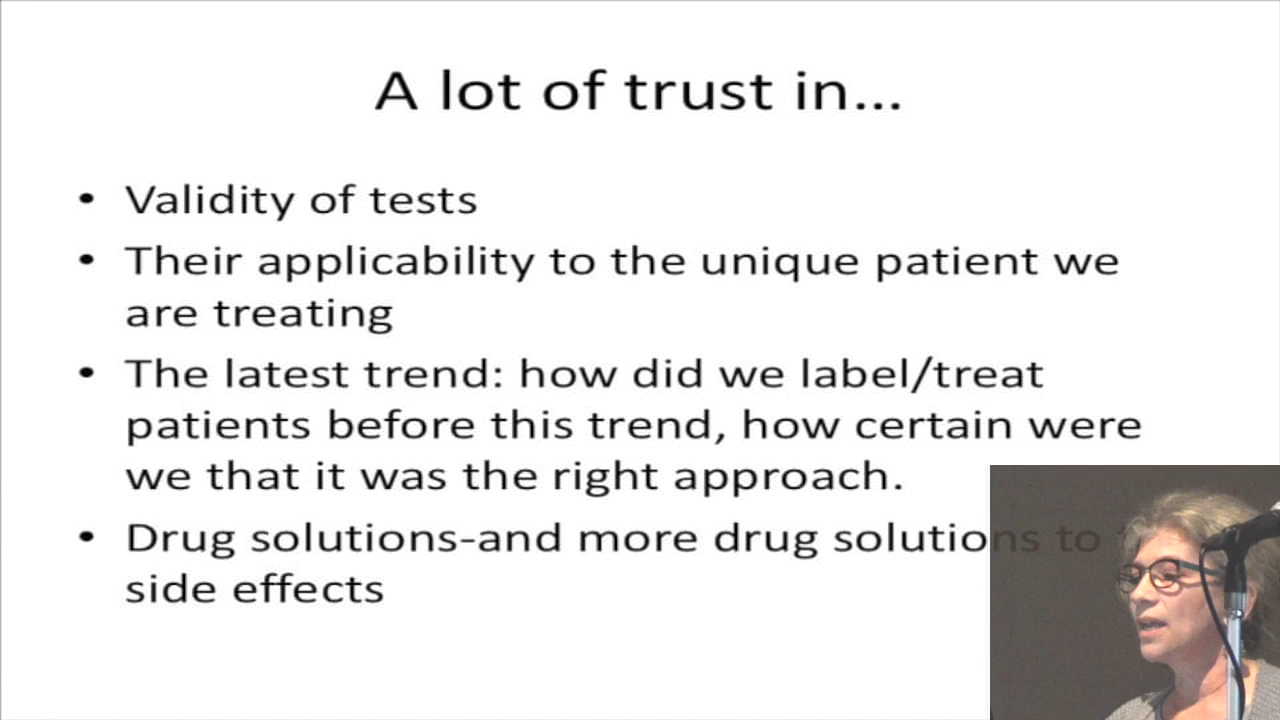 A lot of trust in...
• Validity of tests
• Their applicability to the unique patient we
are treating
• The latest trend: how did we label/treat
patients before this trend, how certain were
we that it was the right approach.
• Drug solutions-and more drug solutions to
side effects